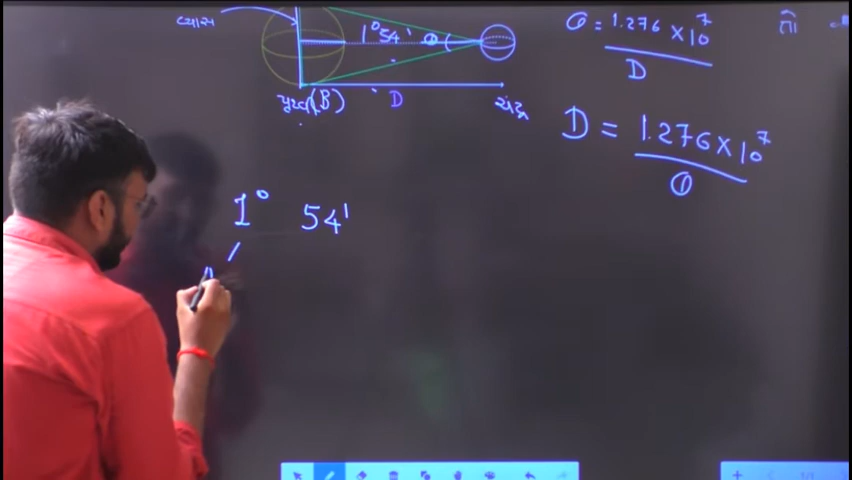 વ્યાસ
1° 54' θ
પૃથ્વી (B)
D
ચંદ્ર
θ = 1.276 × 10⁷ / D
D = 1.276 × 10⁷ / θ
1° 54'